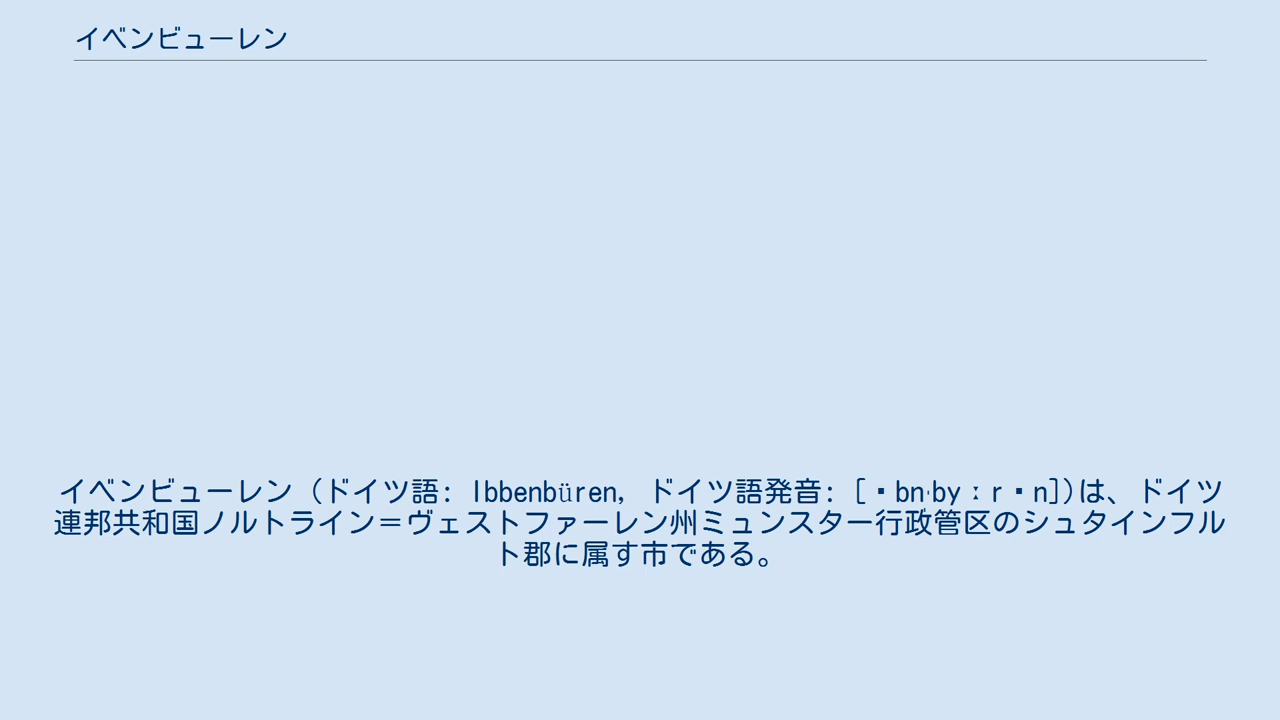 イベンビューレン
イベンビューレン (ドイツ語: Ibbenbüren, ドイツ語発音: [▪bn·byːr▪n])は、ドイツ
連邦共和国ノルトライン＝ヴェストファーレン州ミュンスター行政管区のシュタインフル
ト郡に属す市である。